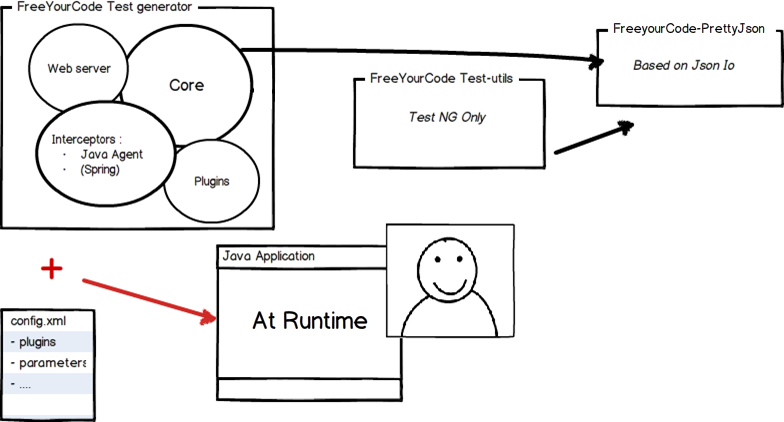 FreeYourCode Test generator
Web server
Core
Interceptors :
· Java Agent
· (Spring)
Plugins
FreeYourCode Test-utils
Test NG Only
FreeyourCode-PrettyJson
Based on Json Io
+
config.xml
- plugins
- parameters
- ....
Java Application
At Runtime